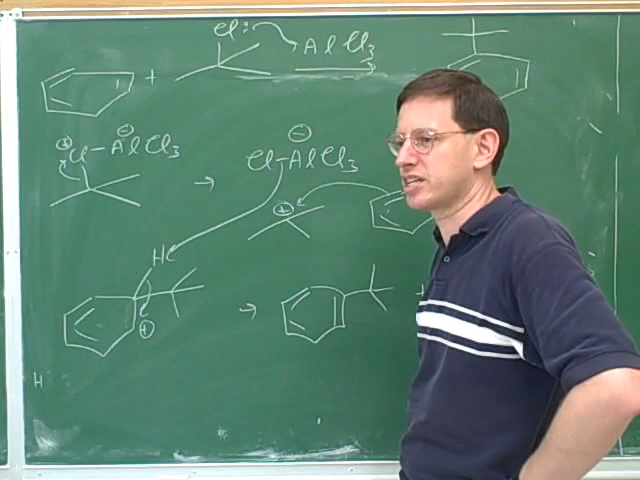 Cl:
+ AlCl3
⊕ Cl-AlCl3 ⊖
→ Cl-AlCl3 ⊖
⊕
H
⊕ → +
H